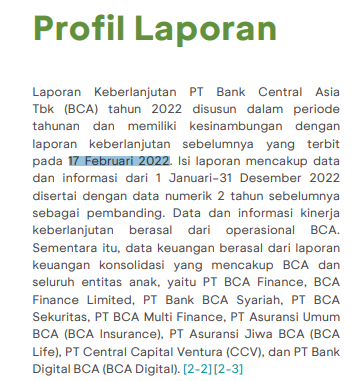 Profil Laporan
Laporan Keberlanjutan PT Bank Central Asia
Tbk (BCA) tahun 2022 disusun dalam periode
tahunan dan memiliki kesinambungan dengan
laporan keberlanjutan sebelumnya yang terbit
pada 17 Februari 2022. Isi laporan mencakup data
dan informasi dari 1 Januari–31 Desember 2022
disertai dengan data numerik 2 tahun sebelumnya
sebagai pembanding. Data dan informasi kinerja
keberlanjutan berasal dari operasional BCA.
Sementara itu, data keuangan berasal dari laporan
keuangan konsolidasi yang mencakup BCA dan
seluruh entitas anak, yaitu PT BCA Finance, BCA
Finance Limited, PT Bank BCA Syariah, PT BCA
Sekuritas, PT BCA Multi Finance, PT Asuransi Umum
BCA (BCA Insurance), PT Asuransi Jiwa BCA (BCA
Life), PT Central Capital Ventura (CCV), dan PT Bank
Digital BCA (BCA Digital). [2-2][2-3]